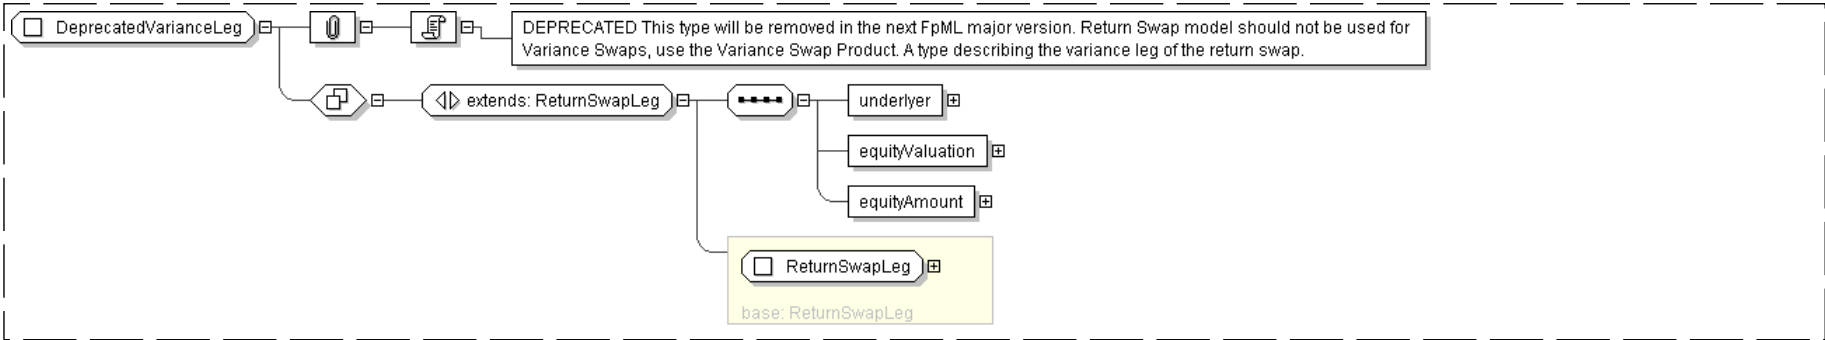 DeprecatedVarianceLeg
DEPRECATED This type will be removed in the next FpML major version. Return Swap model should not be used for
Variance Swaps, use the Variance Swap Product. A type describing the variance leg of the return swap.
extends: ReturnSwapLeg
underlyer
equityValuation
equityAmount
ReturnSwapLeg
base: ReturnSwapLeg